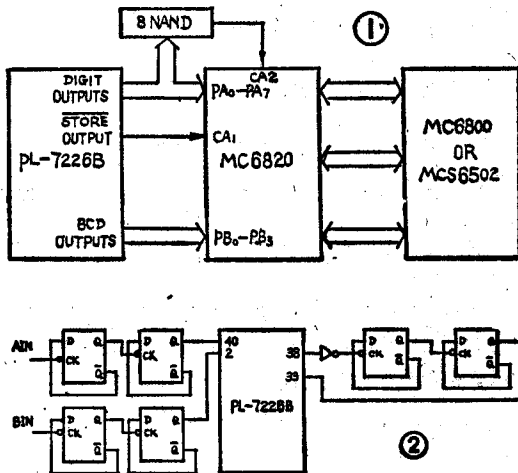 8 NAND
①
DIGIT
OUTPUTS
STORE
OUTPUT
PL-7226B
BCD
OUTPUTS
CA2
PA0-PA7
CA1
MC6820
PB0-PB3
MC6800
OR
MCS6502
AIN
D Q
CK
Q
D Q
CK
Q
BIN
D Q
CK
Q
D Q
CK
Q
40
2
38
39
PL-7226B
D Q
CK
Q
D Q
CK
Q
②